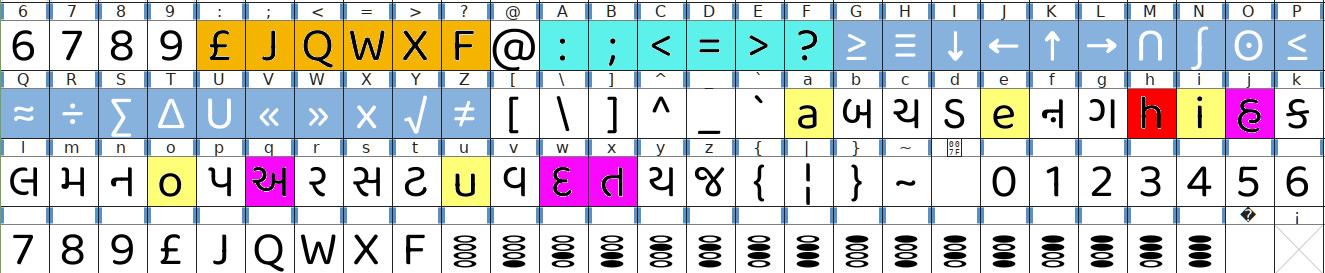 6 7 8 9 : ; < = > ? @ A B C D E F G H I J K L M N O P
6 7 8 9 £ J Q W X F @ : ; < = > ? ≥ ≡ ↓ ← ↑ → ∩ ∫ ⊙ ≤
Q R S T U V W X Y Z [ \ ] ^ _ ` a b c d e f g h i j k
≈ ÷ ∑ Δ U « » x √ ≠ [ \ ] ^ _ ` a બ ચ ડ e ન ગ h i હ ક
l m n o p q r s t u v w x y z { | } ~
લ મ ન o પ અ ર સ ટ u વ દ ત ય જ { ¦ } ~ 0 1 2 3 4 5 6
� ¡
7 8 9 £ J Q W X F